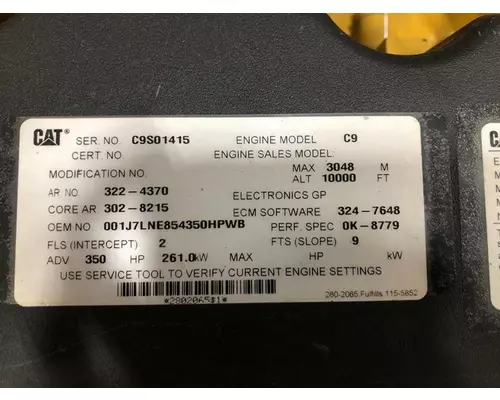 CAT® SER. NO. C9S01415 ENGINE MODEL C9
CERT. NO. ENGINE SALES MODEL:
MODIFICATION NO. MAX 3048 M
ALT 10000 FT
AR NO 322-4370 ELECTRONICS GP
CORE AR 302-8215 ECM SOFTWARE 324-7648
OEM NO 001J7LNE854350HPWB PERF. SPEC 0K-8779
FLS (INTERCEPT) 2 FTS (SLOPE) 9
ADV 350 HP 261.0kW MAX HP kW
USE SERVICE TOOL TO VERIFY CURRENT ENGINE SETTINGS
*2802065$1* 280-2065 Fulfills 115-5852